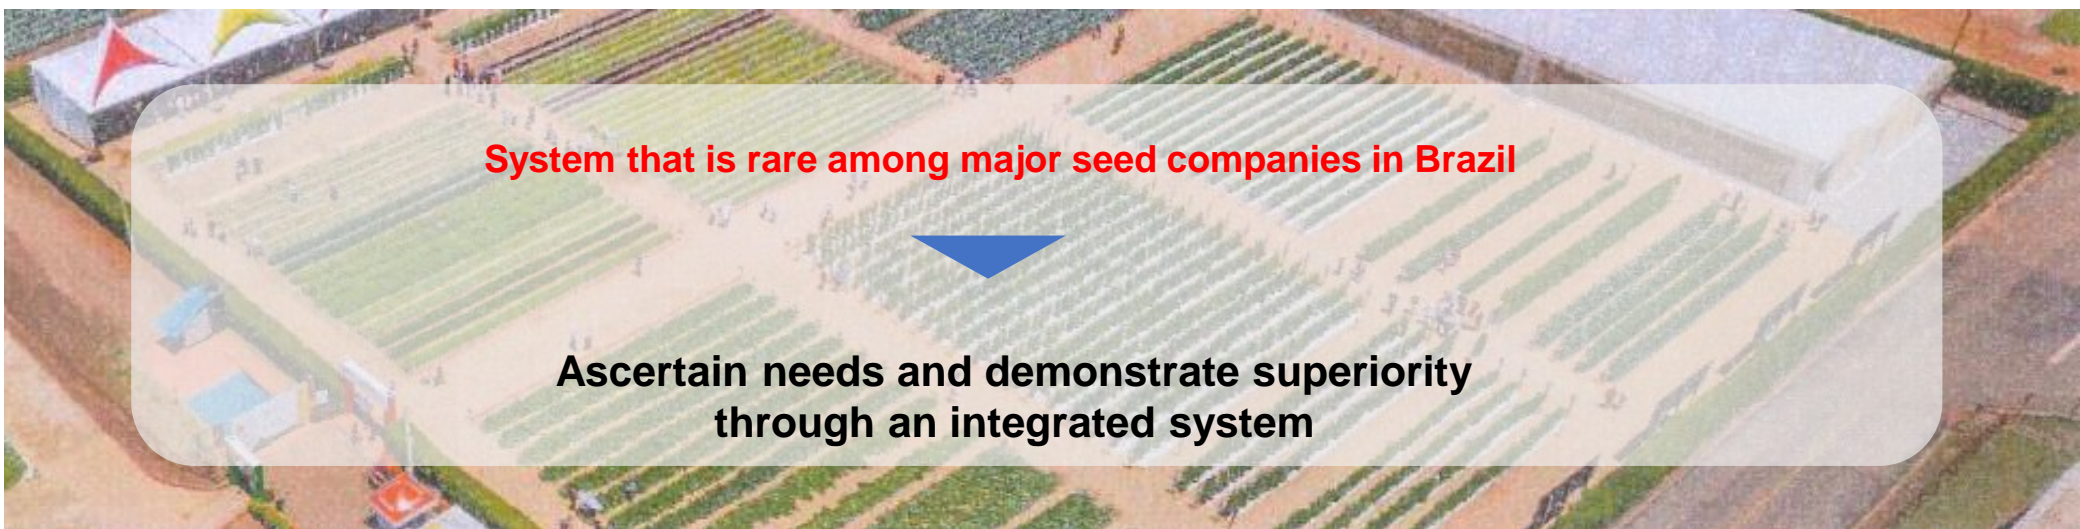 System that is rare among major seed companies in Brazil
Ascertain needs and demonstrate superiority
through an integrated system